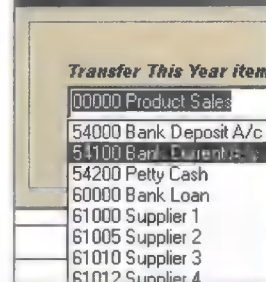 Transfer This Year item
00000 Product Sales
54000 Bank Deposit A/c
54100 Bank Current
54200 Petty Cash
60000 Bank Loan
61000 Supplier 1
61005 Supplier 2
61010 Supplier 3
61012 Supplier 4